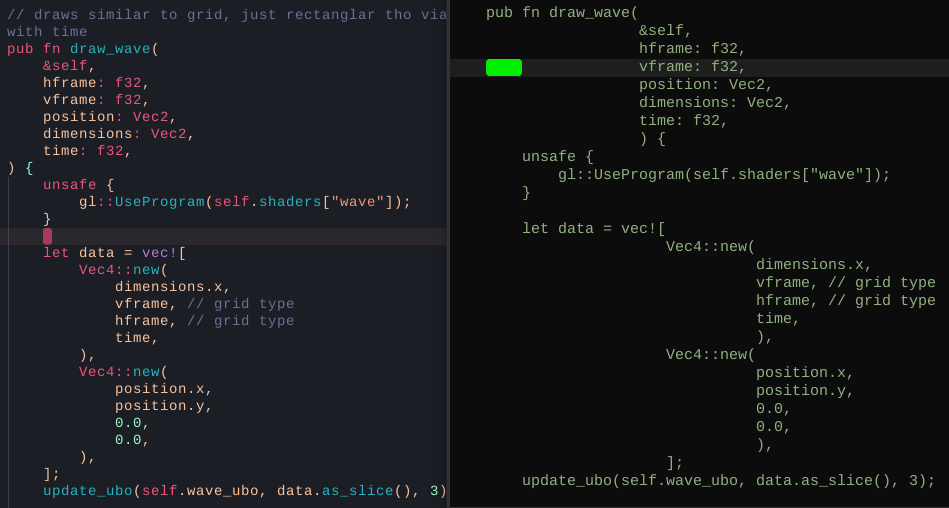 // draws similar to grid, just rectanglar tho via
with time
pub fn draw_wave(
    &self,
    hframe: f32,
    vframe: f32,
    position: Vec2,
    dimensions: Vec2,
    time: f32,
) {
    unsafe {
        gl::UseProgram(self.shaders["wave"]);
    }
    let data = vec![
        Vec4::new(
            dimensions.x,
            vframe, // grid type
            hframe, // grid type
            time,
        ),
        Vec4::new(
            position.x,
            position.y,
            0.0,
            0.0,
        ),
    ];
    update_ubo(self.wave_ubo, data.as_slice(), 3)
pub fn draw_wave(
                 &self,
                 hframe: f32,
                 vframe: f32,
                 position: Vec2,
                 dimensions: Vec2,
                 time: f32,
                 ) {
    unsafe {
        gl::UseProgram(self.shaders["wave"]);
    }
    let data = vec![
                    Vec4::new(
                              dimensions.x,
                              vframe, // grid type
                              hframe, // grid type
                              time,
                              ),
                    Vec4::new(
                              position.x,
                              position.y,
                              0.0,
                              0.0,
                              ),
                    ];
    update_ubo(self.wave_ubo, data.as_slice(), 3);